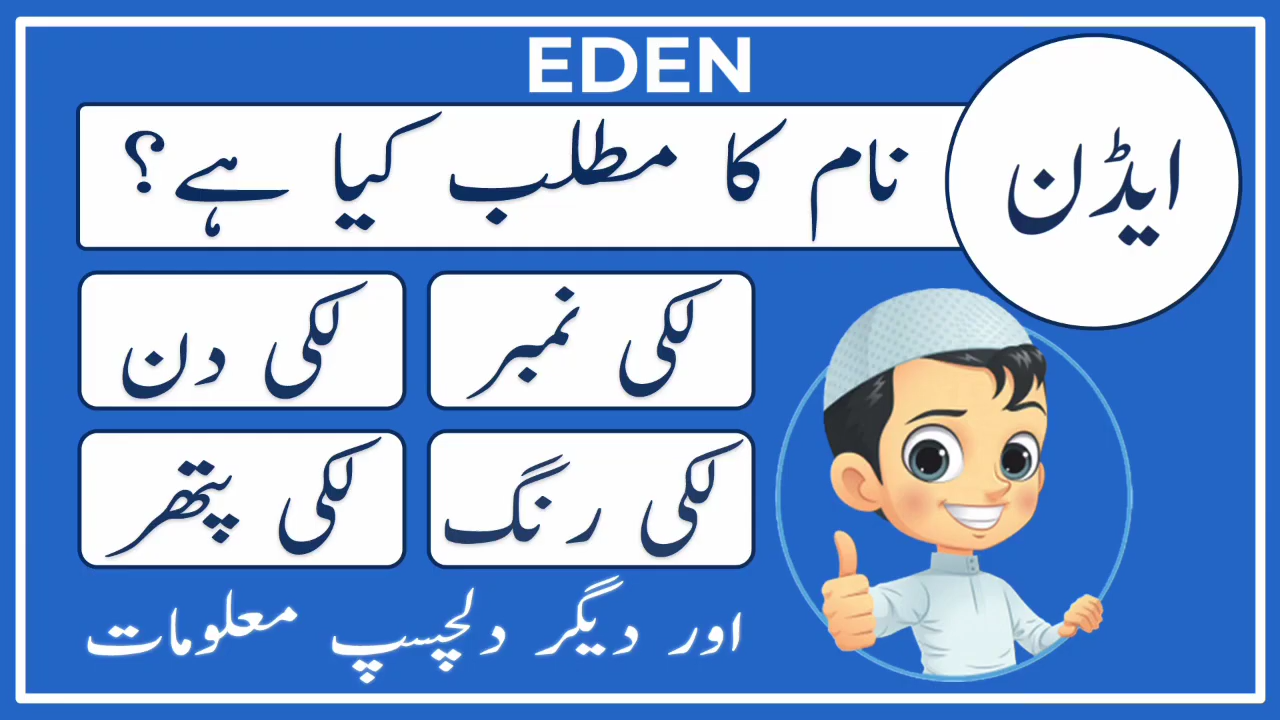 EDEN
ایڈن
نام کا مطلب کیا ہے؟
لکی نمبر
لکی دن
لکی رنگ
لکی پتھر
اور دیگر دلچسپ معلومات